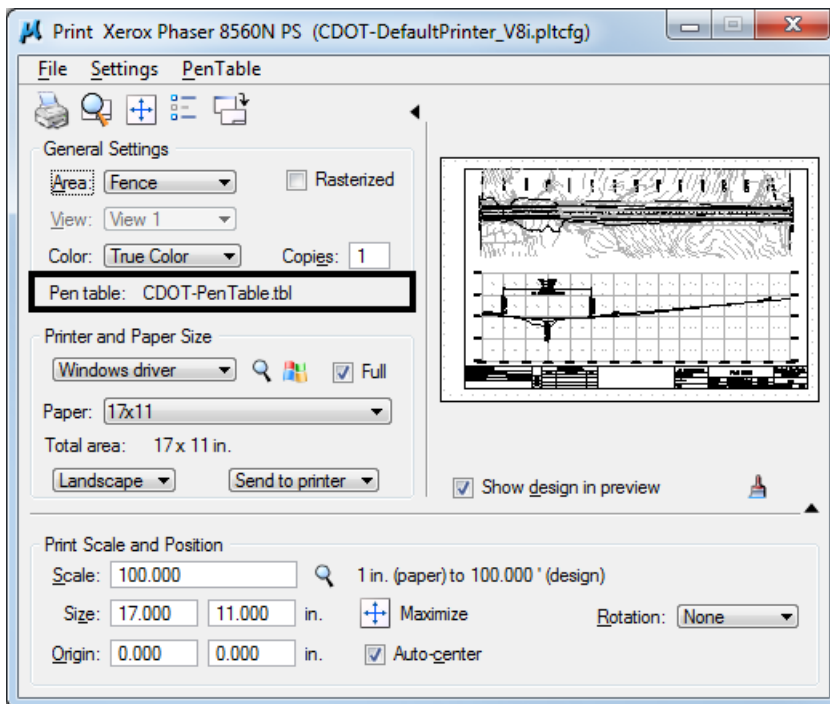 Print Xerox Phaser 8560N PS (CDOT-DefaultPrinter_V8i.pltcfg)
File Settings PenTable
General Settings
Area: Fence Rasterized
View: View 1
Color: True Color Copies: 1
Pen table: CDOT-PenTable.tbl
Printer and Paper Size
Windows driver Full
Paper: 17x11
Total area: 17 x 11 in.
Landscape Send to printer
Show design in preview
Print Scale and Position
Scale: 100.000 1 in. (paper) to 100.000 ' (design)
Size: 17.000 11.000 in. Maximize Rotation: None
Origin: 0.000 0.000 in. Auto-center